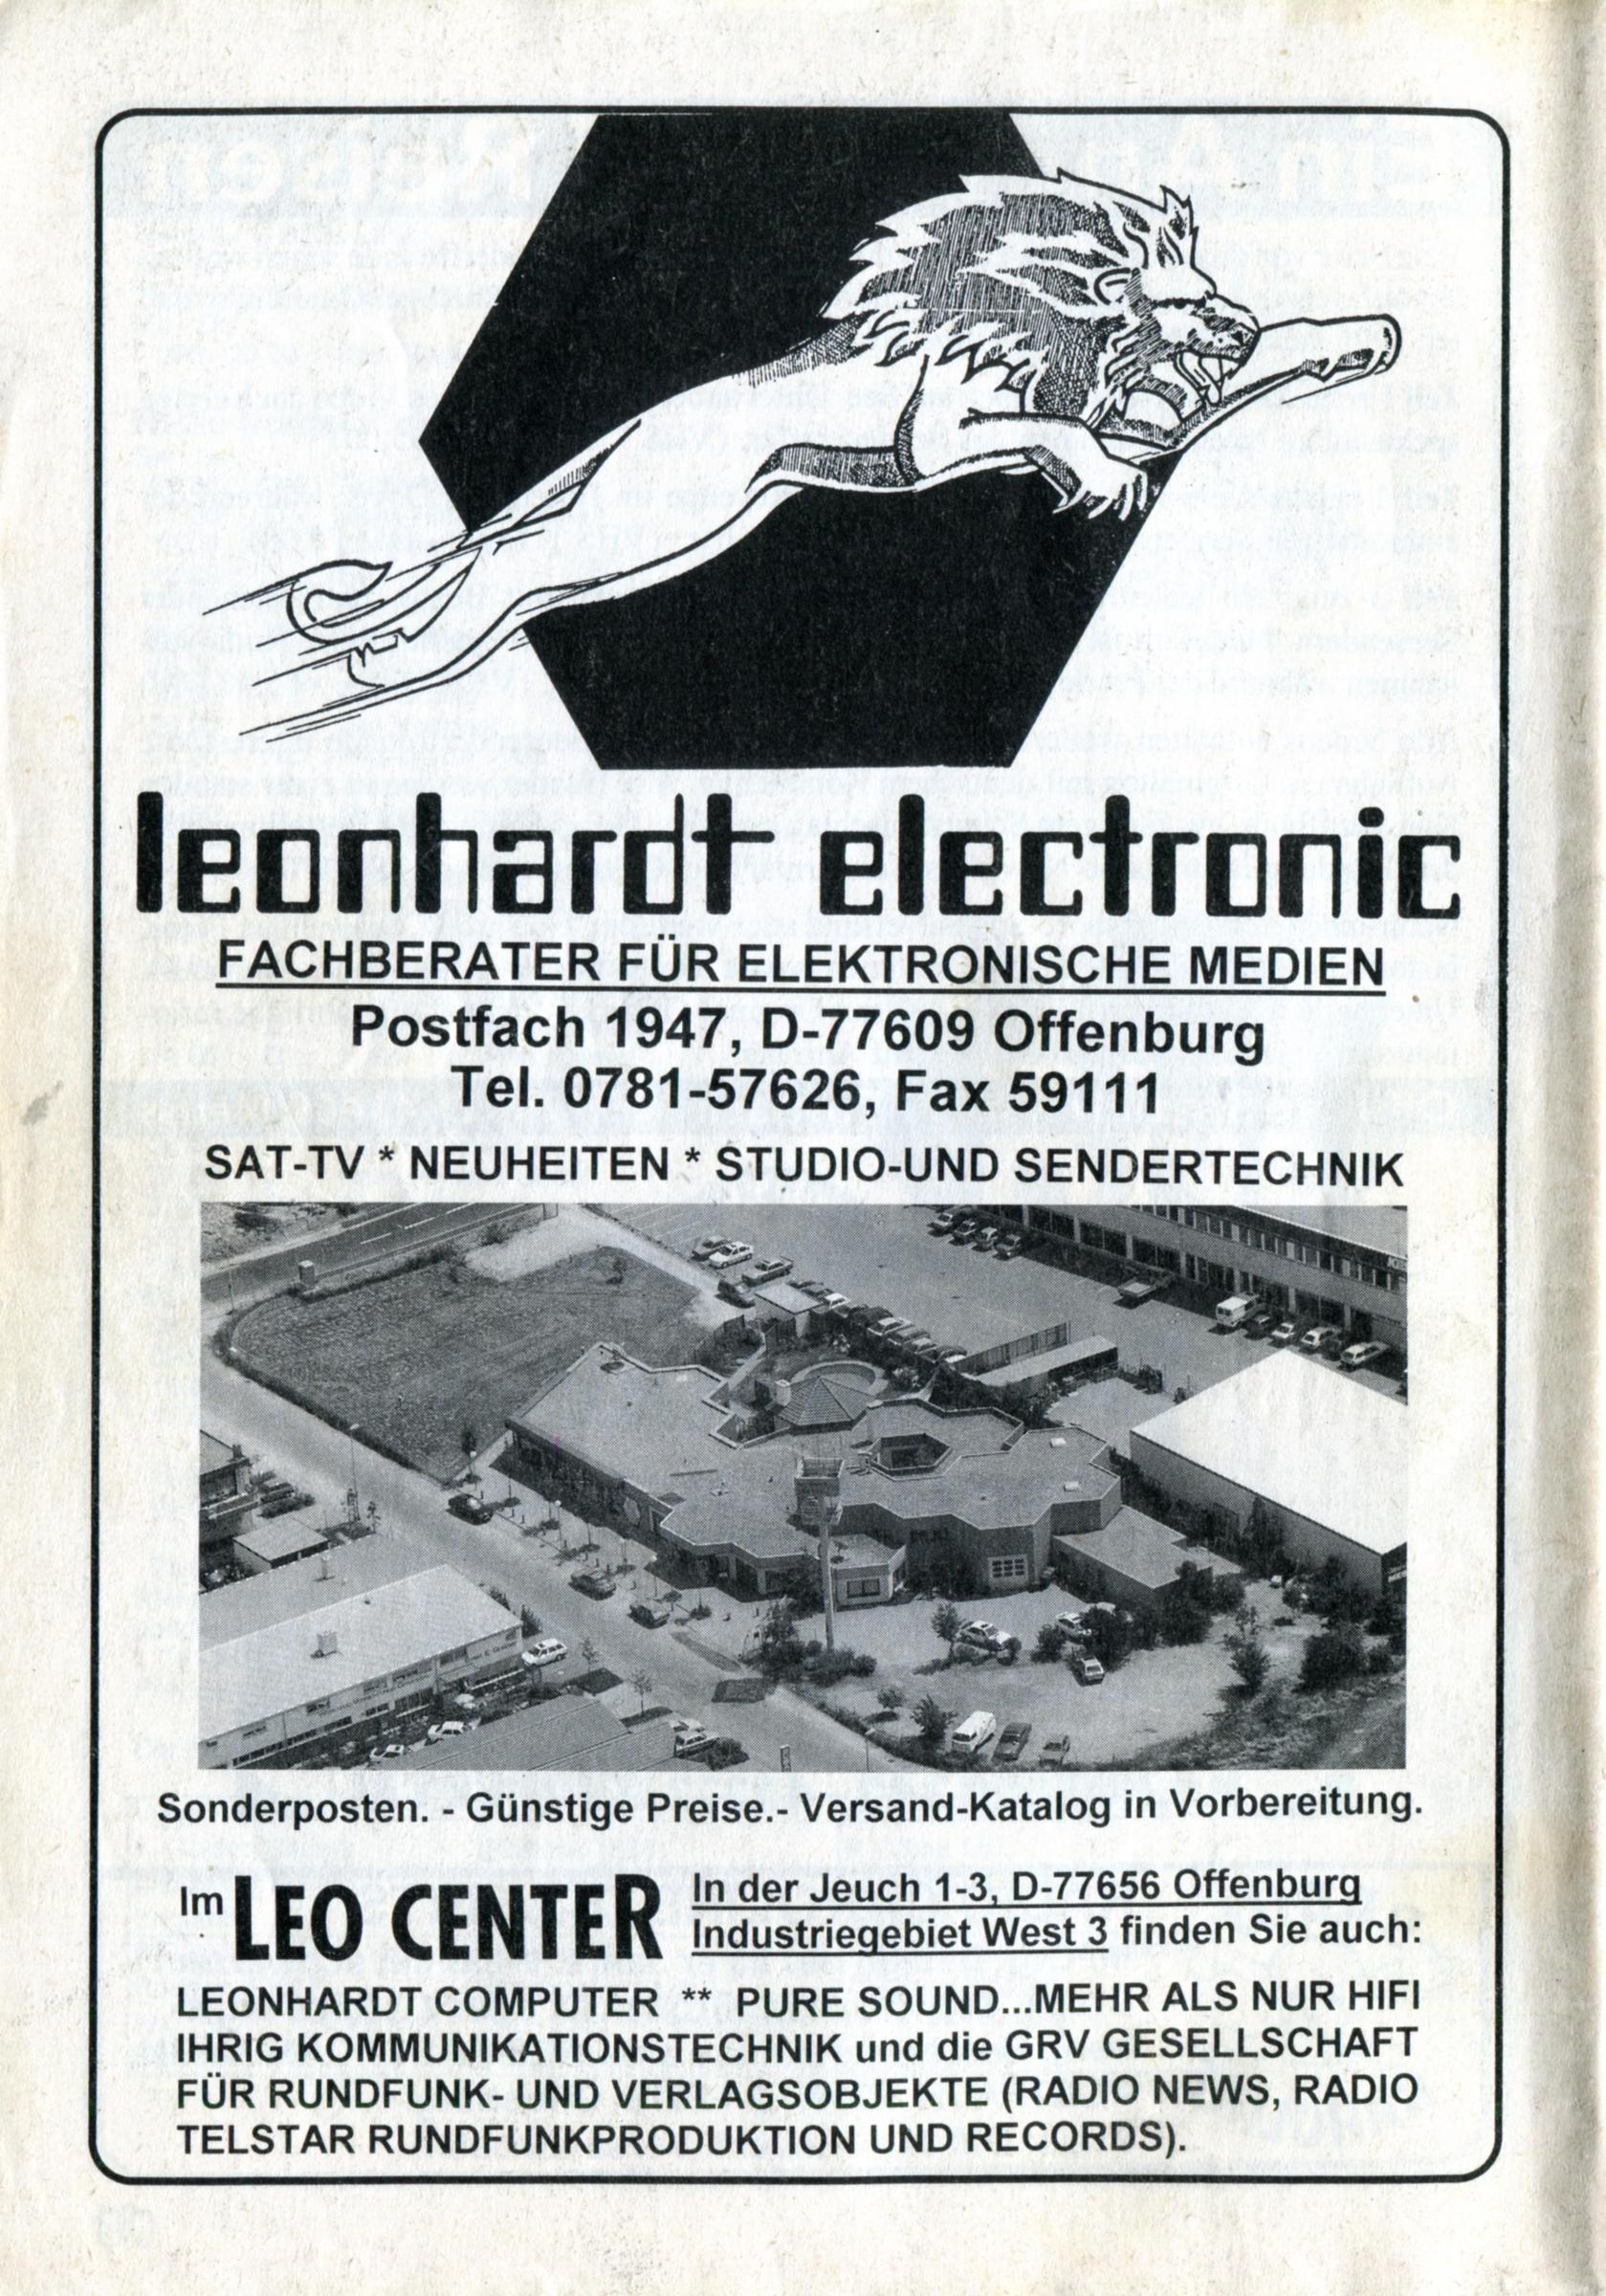 leonhardt electronic
FACHBERATER FÜR ELEKTRONISCHE MEDIEN
Postfach 1947, D-77609 Offenburg
Tel. 0781-57626, Fax 59111
SAT-TV * NEUHEITEN * STUDIO-UND SENDERTECHNIK
Sonderposten. - Günstige Preise.- Versand-Katalog in Vorbereitung.
Im LEO CENTER
In der Jeuch 1-3, D-77656 Offenburg
Industriegebiet West 3 finden Sie auch:
LEONHARDT COMPUTER ** PURE SOUND...MEHR ALS NUR HIFI
IHRIG KOMMUNIKATIONSTECHNIK und die GRV GESELLSCHAFT
FÜR RUNDFUNK- UND VERLAGSOBJEKTE (RADIO NEWS, RADIO
TELSTAR RUNDFUNKPRODUKTION UND RECORDS).